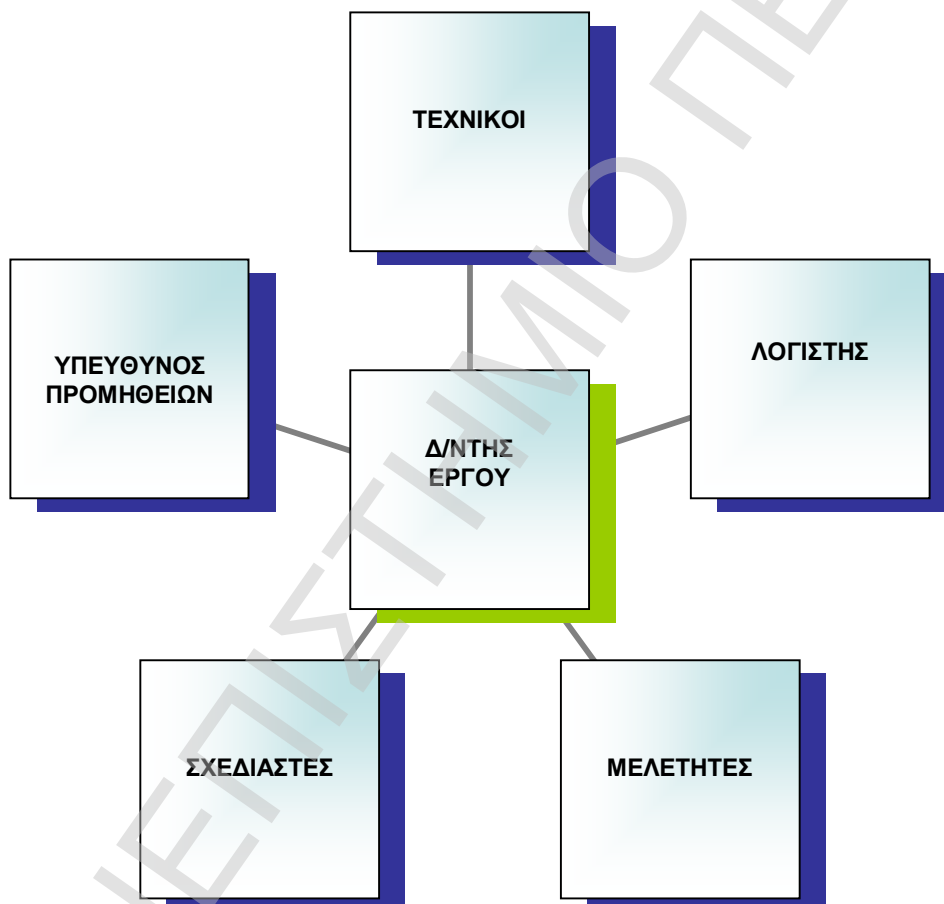 ΤΕΧΝΙΚΟΙ
ΥΠΕΥΘΥΝΟΣ
ΠΡΟΜΗΘΕΙΩΝ
ΛΟΓΙΣΤΗΣ
Δ/ΝΤΗΣ
ΕΡΓΟΥ
ΣΧΕΔΙΑΣΤΕΣ
ΜΕΛΕΤΗΤΕΣ